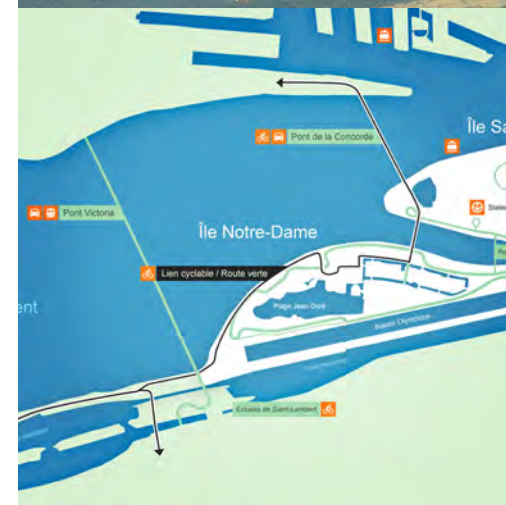 Île Sa
Pont de la Concorde
Statio
Pont Victoria
Île Notre-Dame
Lien cyclable / Route verte
Plage Jean-Doré
ent
Bassin Olympique
Écluses de Saint-Lambert